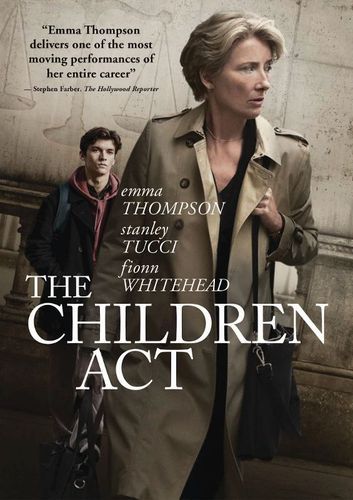 “Emma Thompson
delivers one of the most
moving performances of
her entire career”
— Stephen Farber, The Hollywood Reporter
emma
THOMPSON
stanley
TUCCI
fionn
WHITEHEAD
THE
CHILDREN
ACT